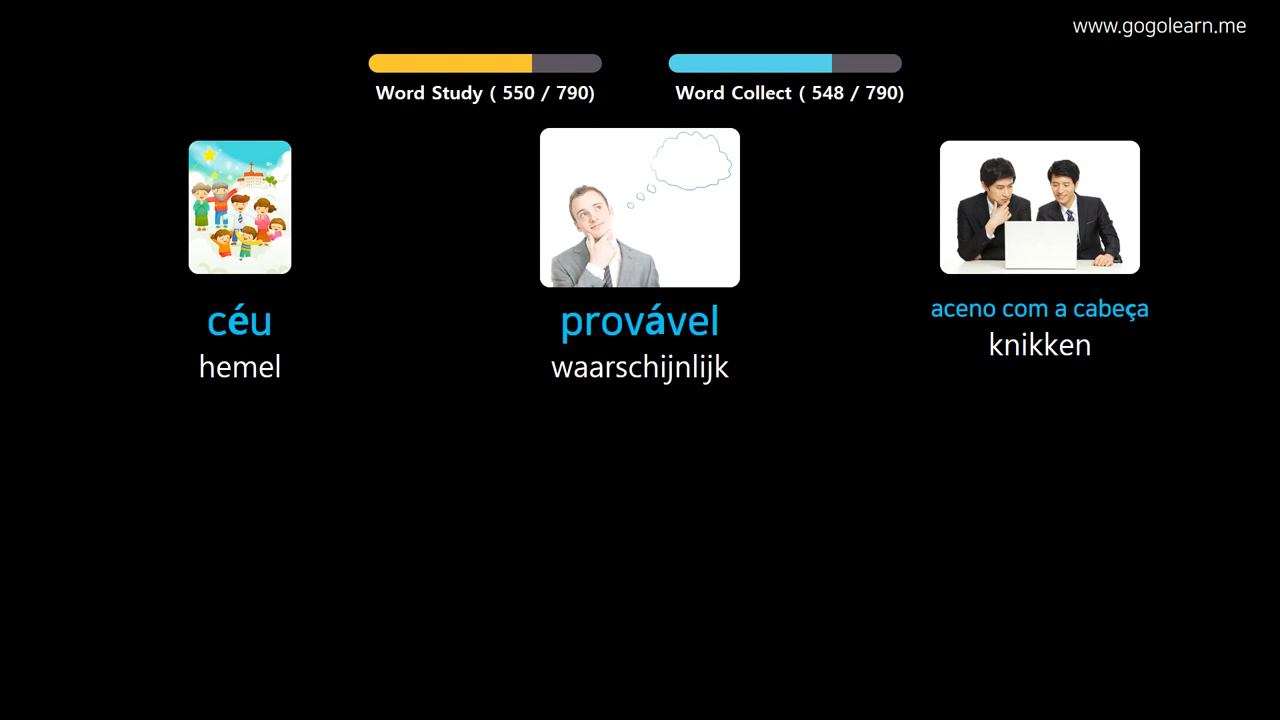 www.gogolearn.me
Word Study ( 550 / 790)
Word Collect ( 548 / 790)
céu
hemel
provável
waarschijnlijk
aceno com a cabeça
knikken